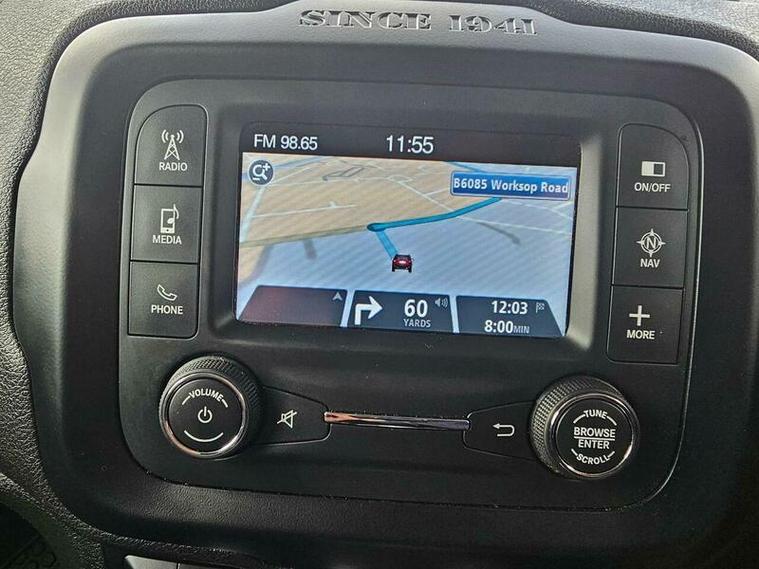 SINCE 1941
FM 98.65
11:55
B6085 Worksop Road
60
YARDS
12:03
8:00MIN
RADIO
MEDIA
PHONE
ON/OFF
N
NAV
MORE
VOLUME
TUNE
BROWSE
ENTER
SCROLL